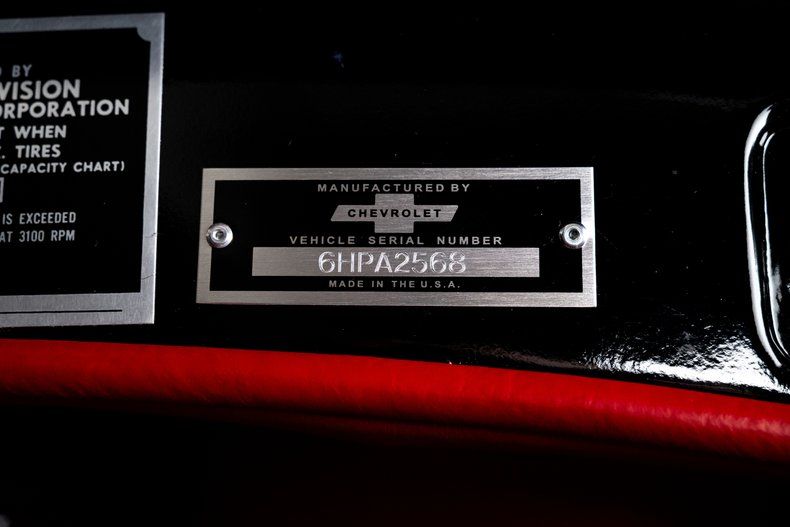 BY
VISION
CORPORATION
WHEN
TIRES
CAPACITY CHART)
IS EXCEEDED
AT 3100 RPM
MANUFACTURED BY
CHEVROLET
VEHICLE SERIAL NUMBER
6HPA2568
MADE IN THE U.S.A.